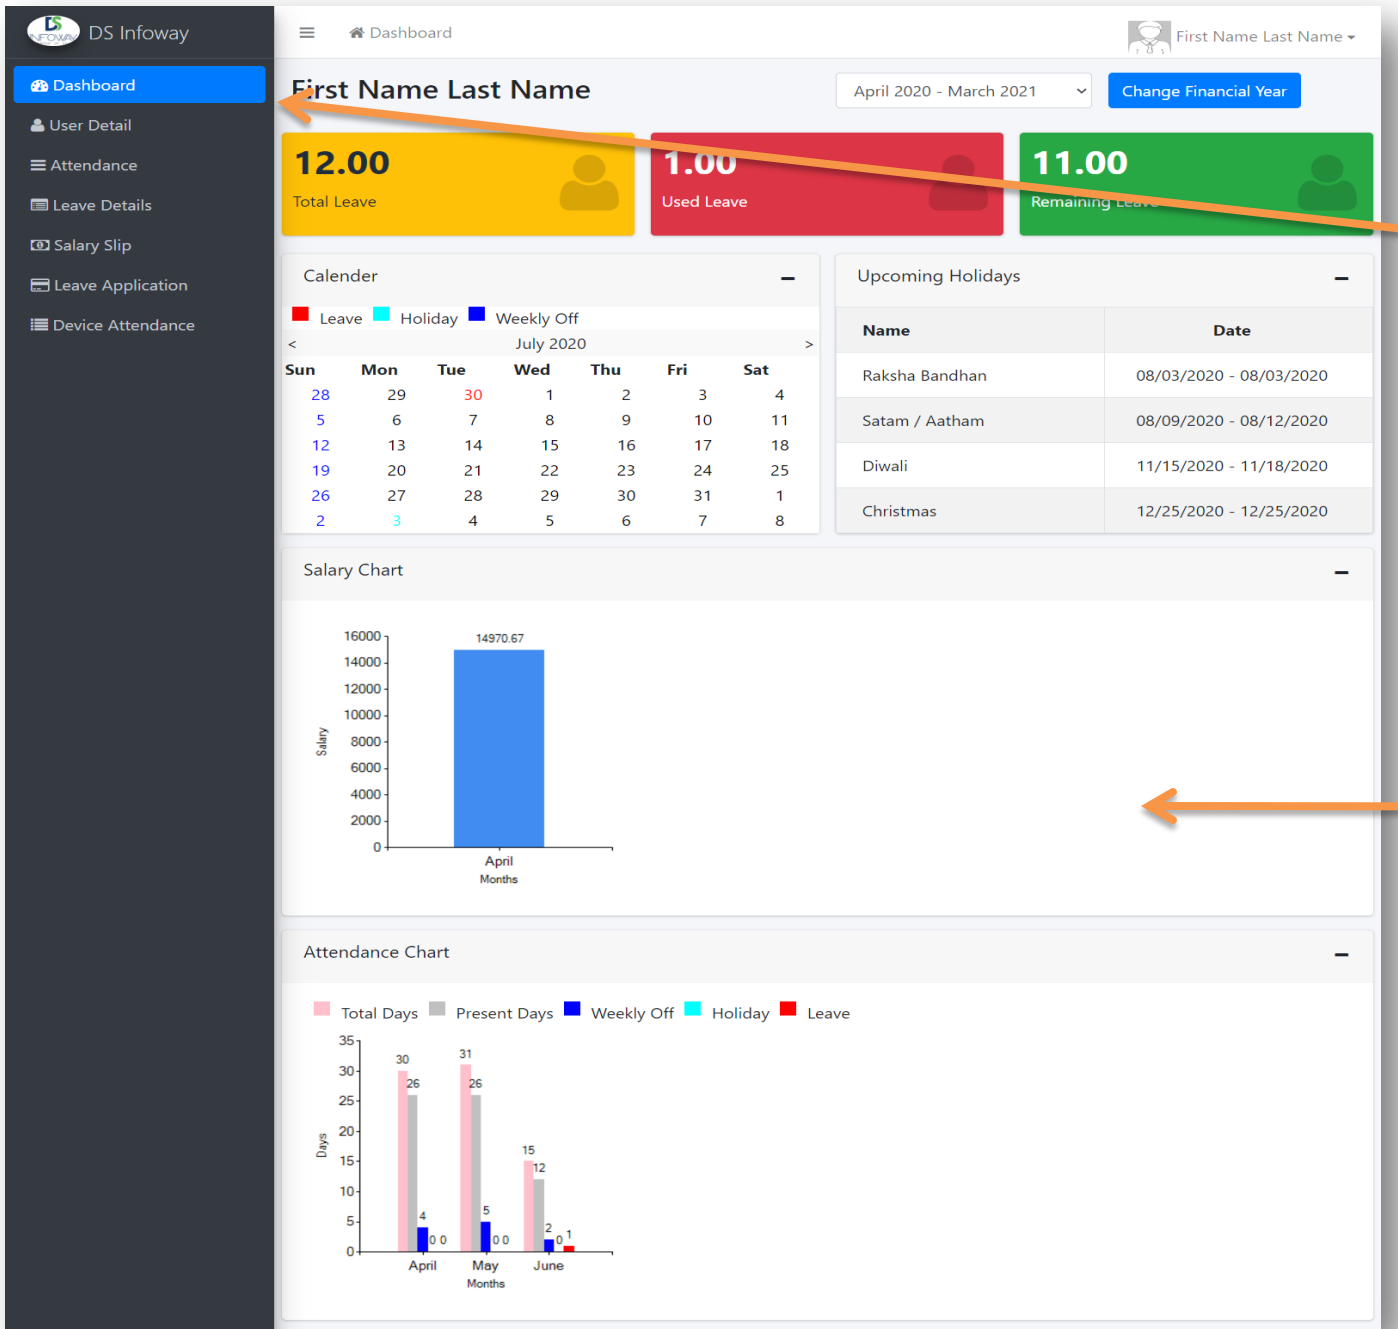 DS
INFOWAY
DS Infoway
Dashboard
First Name Last Name
Dashboard
User Detail
Attendance
Leave Details
Salary Slip
Leave Application
Device Attendance
First Name Last Name
April 2020 - March 2021
Change Financial Year
12.00
Total Leave
1.00
Used Leave
11.00
Remaining Leave
Calender
Leave Holiday Weekly Off
< July 2020 >
Sun Mon Tue Wed Thu Fri Sat
28 29 30 1 2 3 4
5 6 7 8 9 10 11
12 13 14 15 16 17 18
19 20 21 22 23 24 25
26 27 28 29 30 31 1
2 3 4 5 6 7 8
Upcoming Holidays
Name Date
Raksha Bandhan 08/03/2020 - 08/03/2020
Satam / Aatham 08/09/2020 - 08/12/2020
Diwali 11/15/2020 - 11/18/2020
Christmas 12/25/2020 - 12/25/2020
Salary Chart
16000
14000
12000
10000
8000
6000
4000
2000
0
Salary
14970.67
April
Months
Attendance Chart
Total Days Present Days Weekly Off Holiday Leave
35
30
25
20
15
10
5
0
Days
30 26 4 0 0
31 26 5 0 0
15 12 2 0 1
April May June
Months